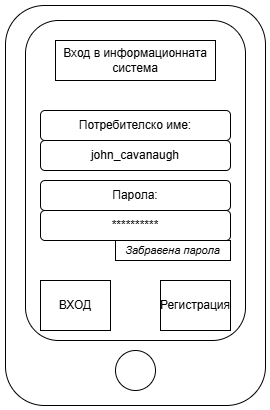 Вход в информационната
система
Потребителско име:
john_cavanaugh
Парола:
**********
Забравена парола
ВХОД
Регистрация